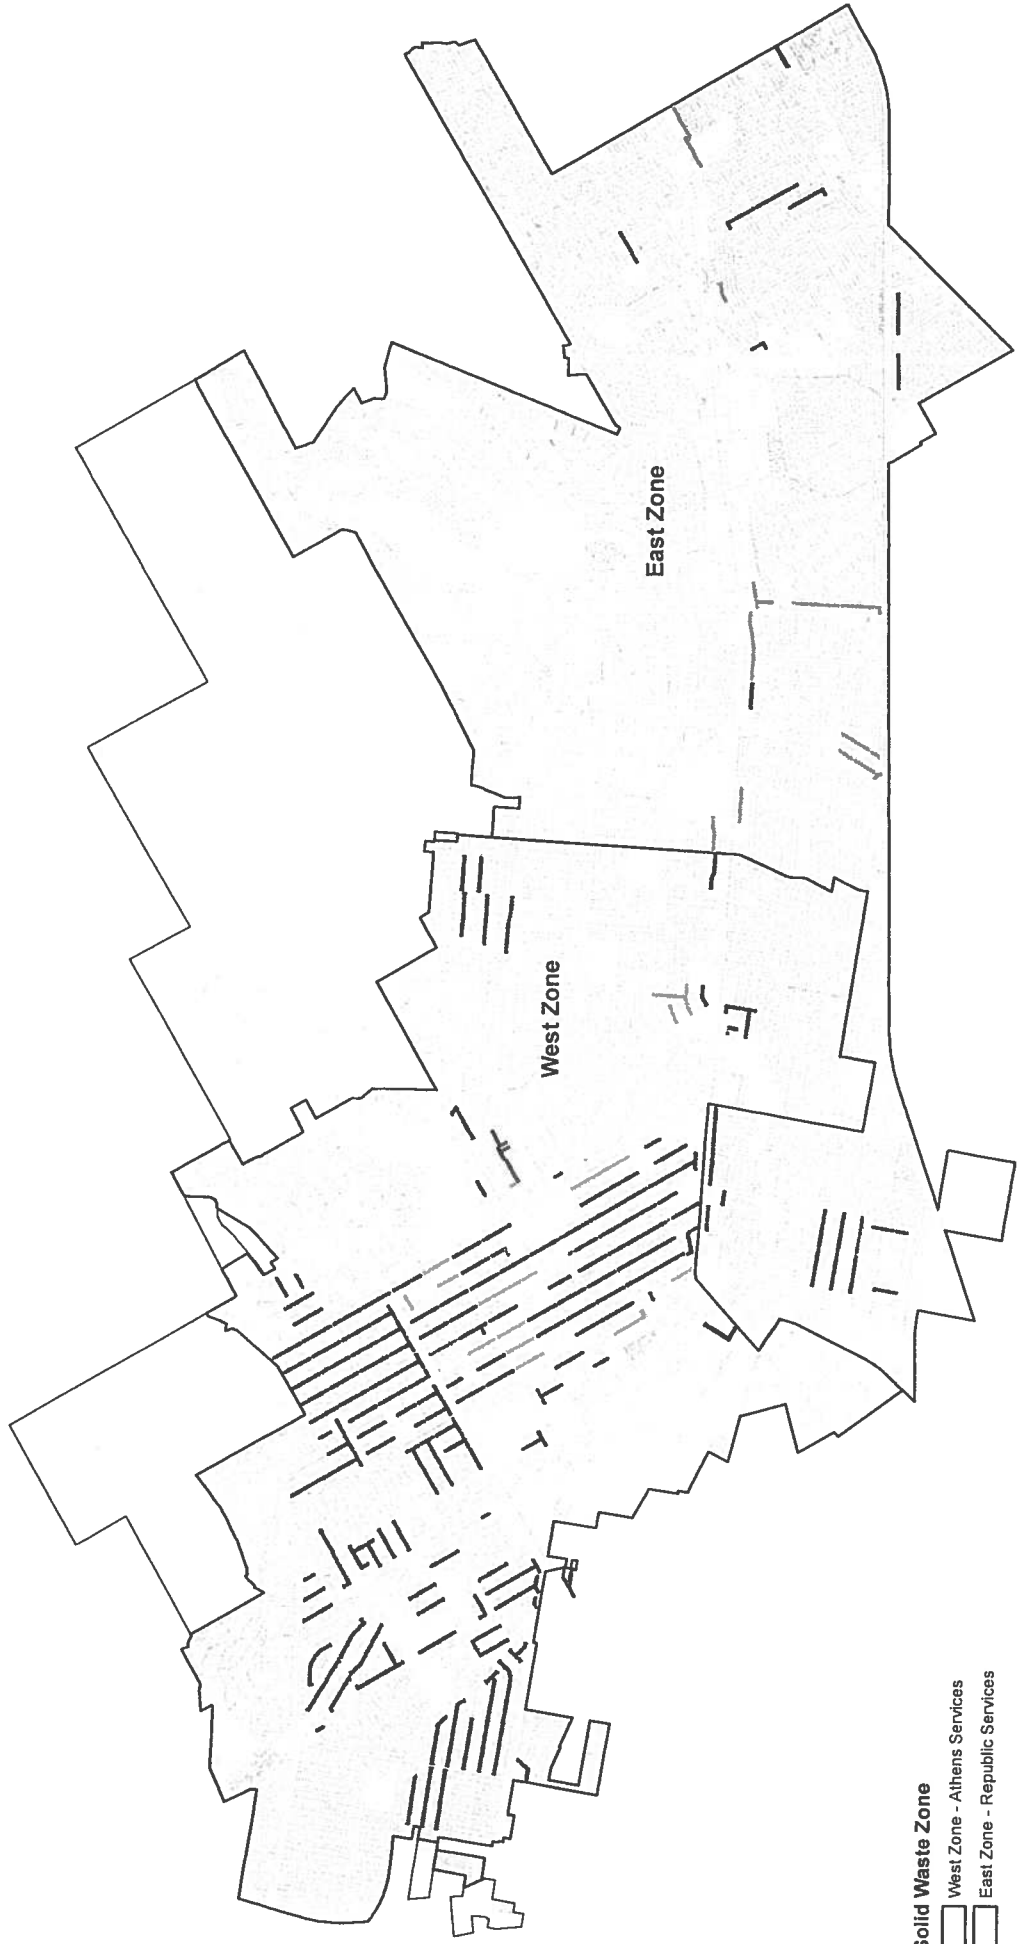 East Zone
West Zone
Solid Waste Zone
West Zone - Athens Services
East Zone - Republic Services